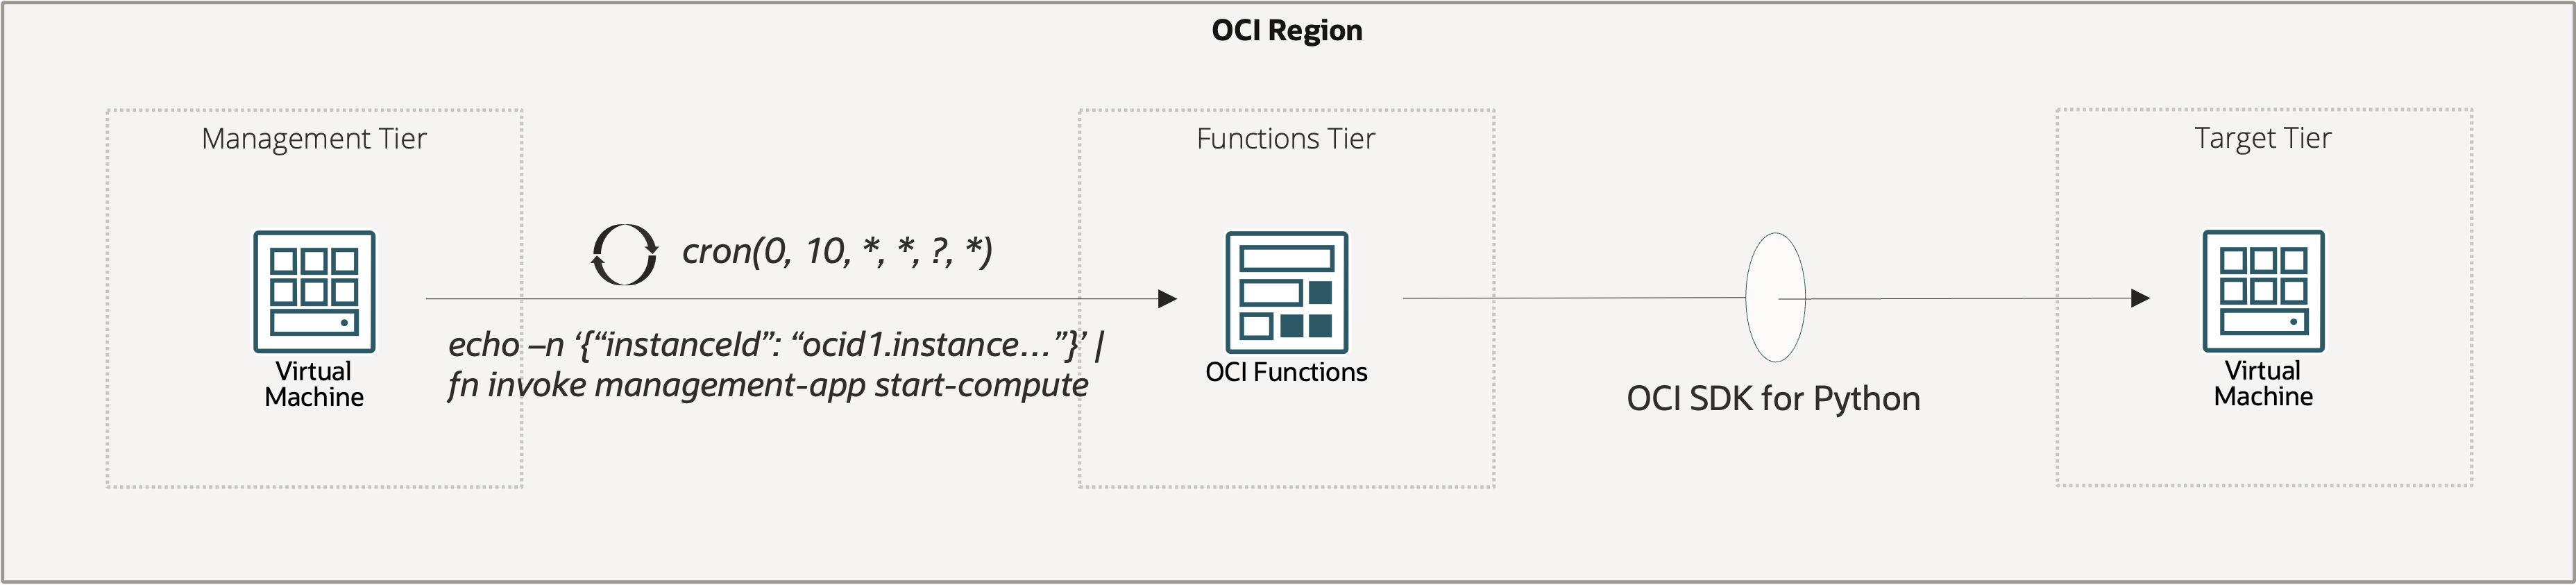 OCI Region
Management Tier
Functions Tier
Target Tier
cron(0, 10, *, *, ?, *)
echo –n ‘{“instanceId”: “ocid1.instance…”}’ |
fn invoke management-app start-compute
Virtual
Machine
OCI Functions
OCI SDK for Python
Virtual
Machine